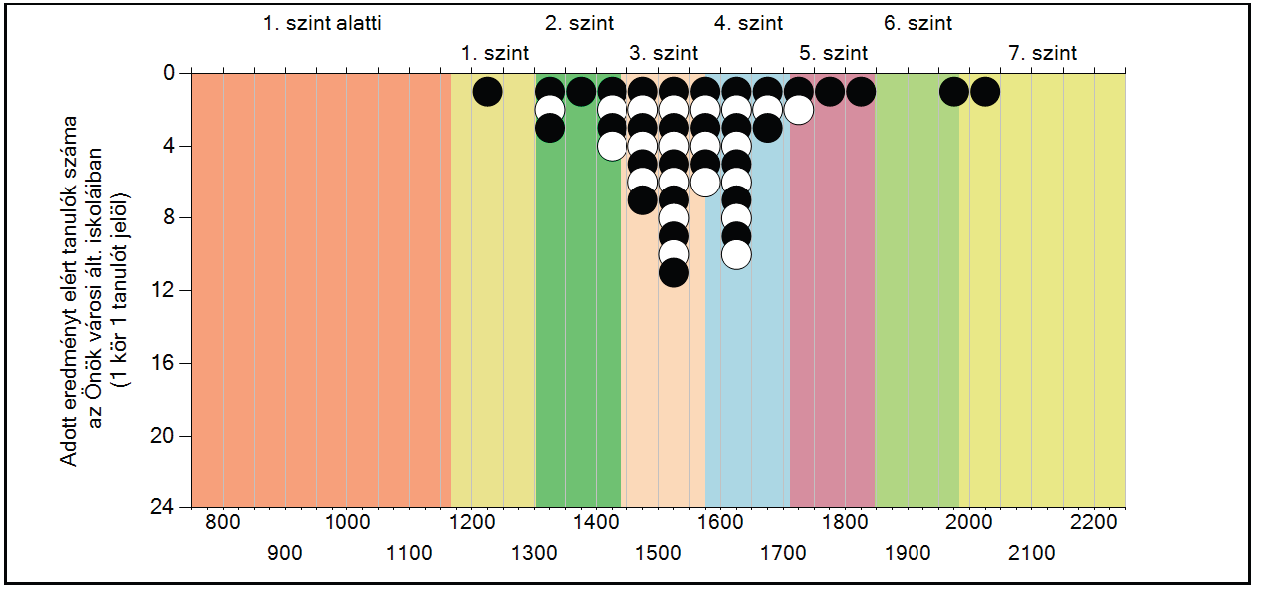 1. szint alatti
2. szint
4. szint
6. szint
1. szint
3. szint
5. szint
7. szint
Adott eredményt elért tanulók száma
az Önök városi ált. iskoláiban
(1 kör 1 tanulót jelöl)
0
4
8
12
16
20
24
800 1000 1200 1400 1600 1800 2000 2200
900 1100 1300 1500 1700 1900 2100